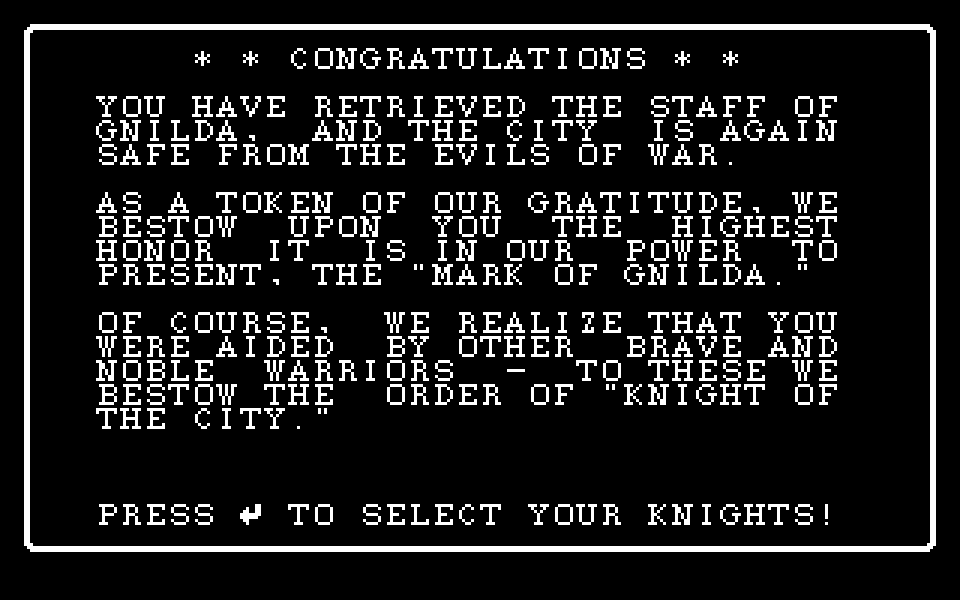 * * CONGRATULATIONS * *
YOU HAVE RETRIEVED THE STAFF OF
GNILDA, AND THE CITY IS AGAIN
SAFE FROM THE EVILS OF WAR.
AS A TOKEN OF OUR GRATITUDE, WE
BESTOW UPON YOU THE HIGHEST
HONOR IT IS IN OUR POWER TO
PRESENT, THE "MARK OF GNILDA."
OF COURSE, WE REALIZE THAT YOU
WERE AIDED BY OTHER BRAVE AND
NOBLE WARRIORS - TO THESE WE
BESTOW THE ORDER OF "KNIGHT OF
THE CITY."
PRESS ↵ TO SELECT YOUR KNIGHTS!